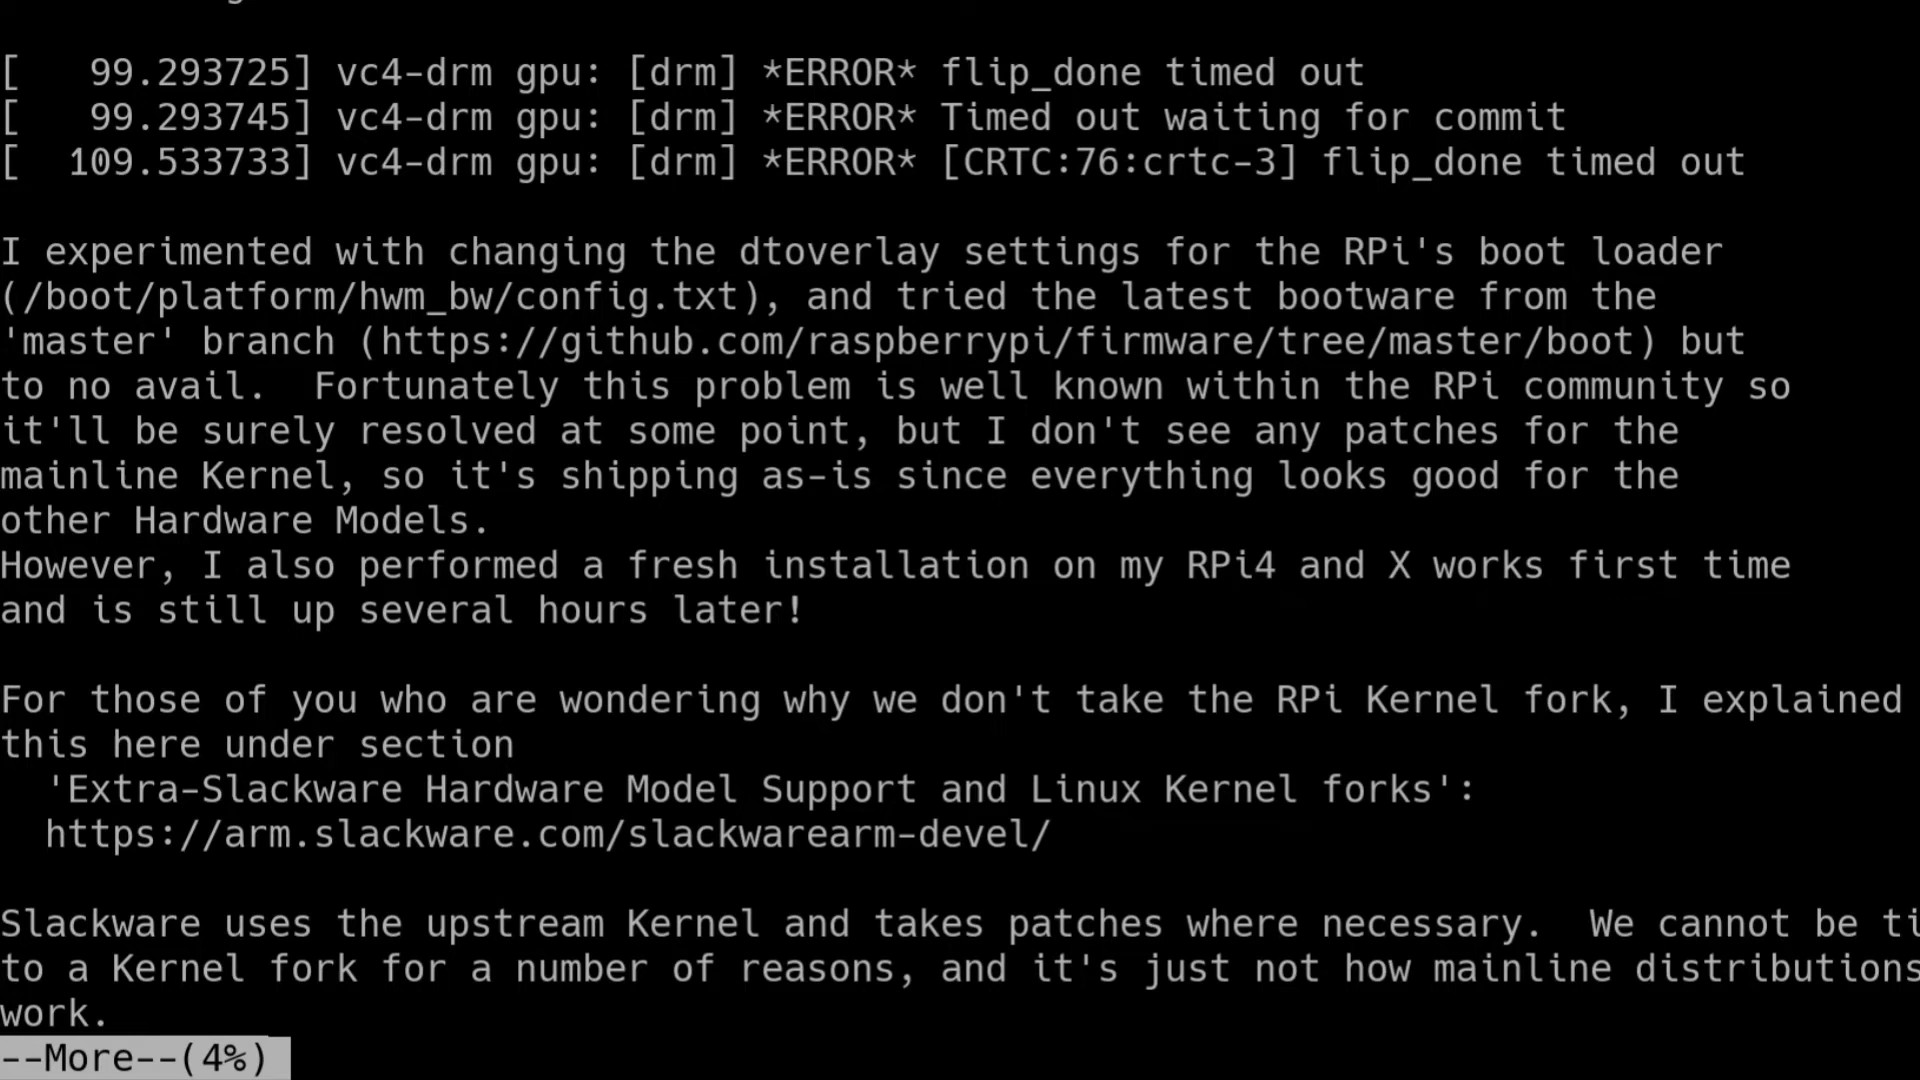 [   99.293725] vc4-drm gpu: [drm] *ERROR* flip_done timed out
[   99.293745] vc4-drm gpu: [drm] *ERROR* Timed out waiting for commit
[  109.533733] vc4-drm gpu: [drm] *ERROR* [CRTC:76:crtc-3] flip_done timed out
I experimented with changing the dtoverlay settings for the RPi's boot loader
(/boot/platform/hwm_bw/config.txt), and tried the latest bootware from the
'master' branch (https://github.com/raspberrypi/firmware/tree/master/boot) but
to no avail.  Fortunately this problem is well known within the RPi community so
it'll be surely resolved at some point, but I don't see any patches for the
mainline Kernel, so it's shipping as-is since everything looks good for the
other Hardware Models.
However, I also performed a fresh installation on my RPi4 and X works first time
and is still up several hours later!
For those of you who are wondering why we don't take the RPi Kernel fork, I explained
this here under section
  'Extra-Slackware Hardware Model Support and Linux Kernel forks':
  https://arm.slackware.com/slackwarearm-devel/
Slackware uses the upstream Kernel and takes patches where necessary.  We cannot be ti
to a Kernel fork for a number of reasons, and it's just not how mainline distributions
work.
--More--(4%)